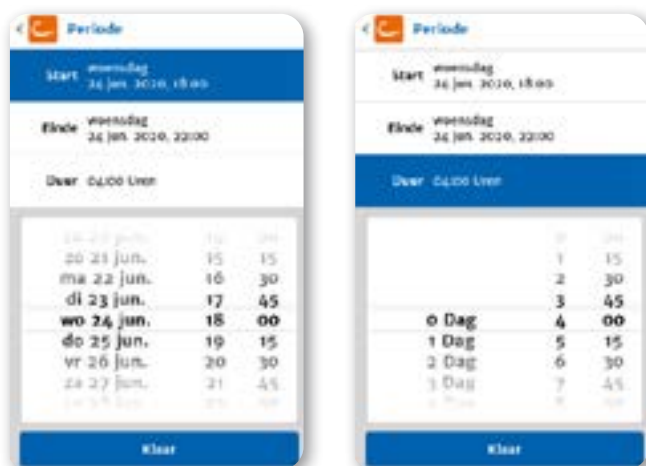 Periode
Start woensdag
24 jun. 2020, 18:00
Einde woensdag
24 jun. 2020, 22:00
Duur 04:00 Uren
zo 21 jun. 15 15
ma 22 jun. 16 30
di 23 jun. 17 45
wo 24 jun. 18 00
do 25 jun. 19 15
vr 26 jun. 20 30
za 27 jun. 21 45
Klaar
Periode
Start woensdag
24 jun. 2020, 18:00
Einde woensdag
24 jun. 2020, 22:00
Duur 04:00 Uren
1 15
2 30
3 45
0 Dag 4 00
1 Dag 5 15
2 Dag 6 30
3 Dag 7 45
Klaar